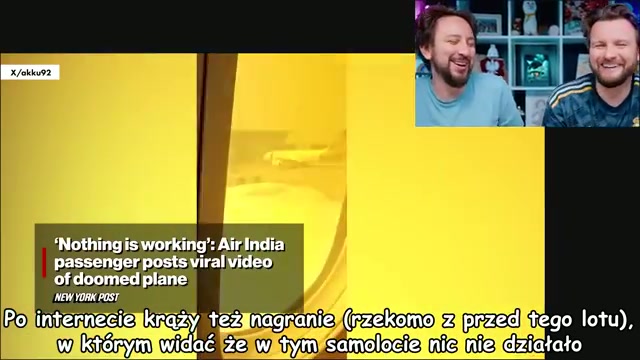 X/akku92
'Nothing is working': Air India
passenger posts viral video
of doomed plane
NEW YORK POST
Po internecie krąży też nagranie (rzekomo z przed tego lotu),
w którym widać że w tym samolocie nic nie działało